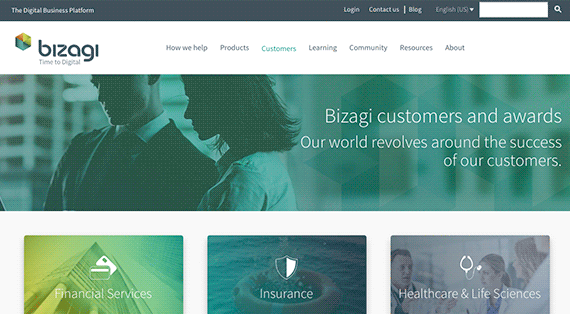 The Digital Business Platform
Login Contact us Blog English (US)
bizagi
Time to Digital
How we help Products Customers Learning Community Resources About
Bizagi customers and awards
Our world revolves around the success
of our customers.
Financial Services
Insurance
Healthcare & Life Sciences